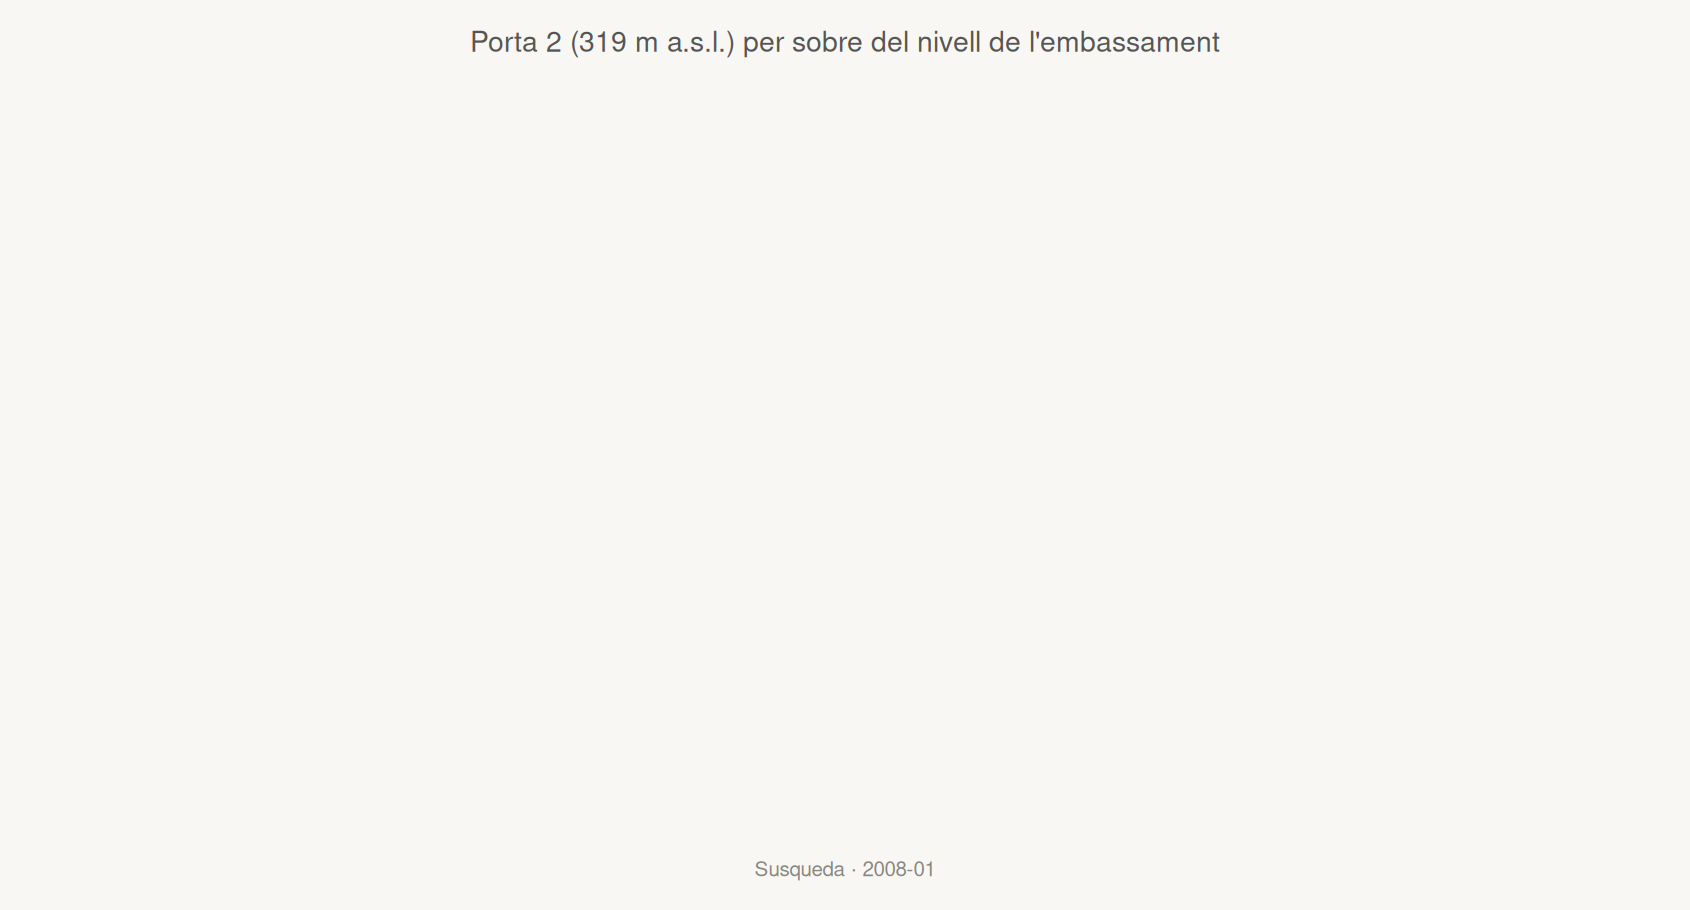 Porta 2 (319 m a.s.l.) per sobre del nivell de l'embassament
Susqueda · 2008-01